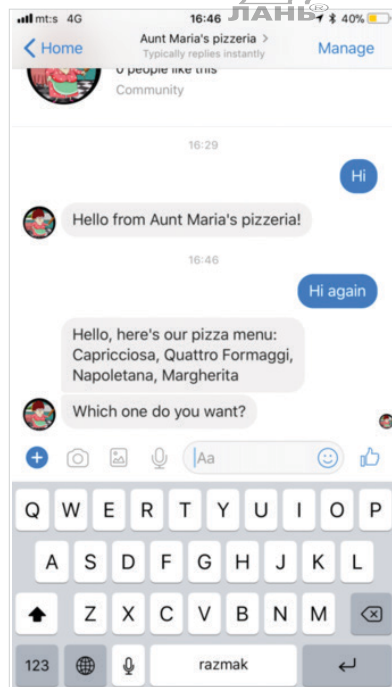 mt:s 4G 16:46 40%
ЛАНЬ®
Home Aunt Maria's pizzeria > Manage
Typically replies instantly
0 people like this
Community
16:29
Hi
Hello from Aunt Maria's pizzeria!
16:46
Hi again
Hello, here's our pizza menu:
Capricciosa, Quattro Formaggi,
Napoletana, Margherita
Which one do you want?
Aa
Q W E R T Y U I O P
A S D F G H J K L
Z X C V B N M
123 razmak